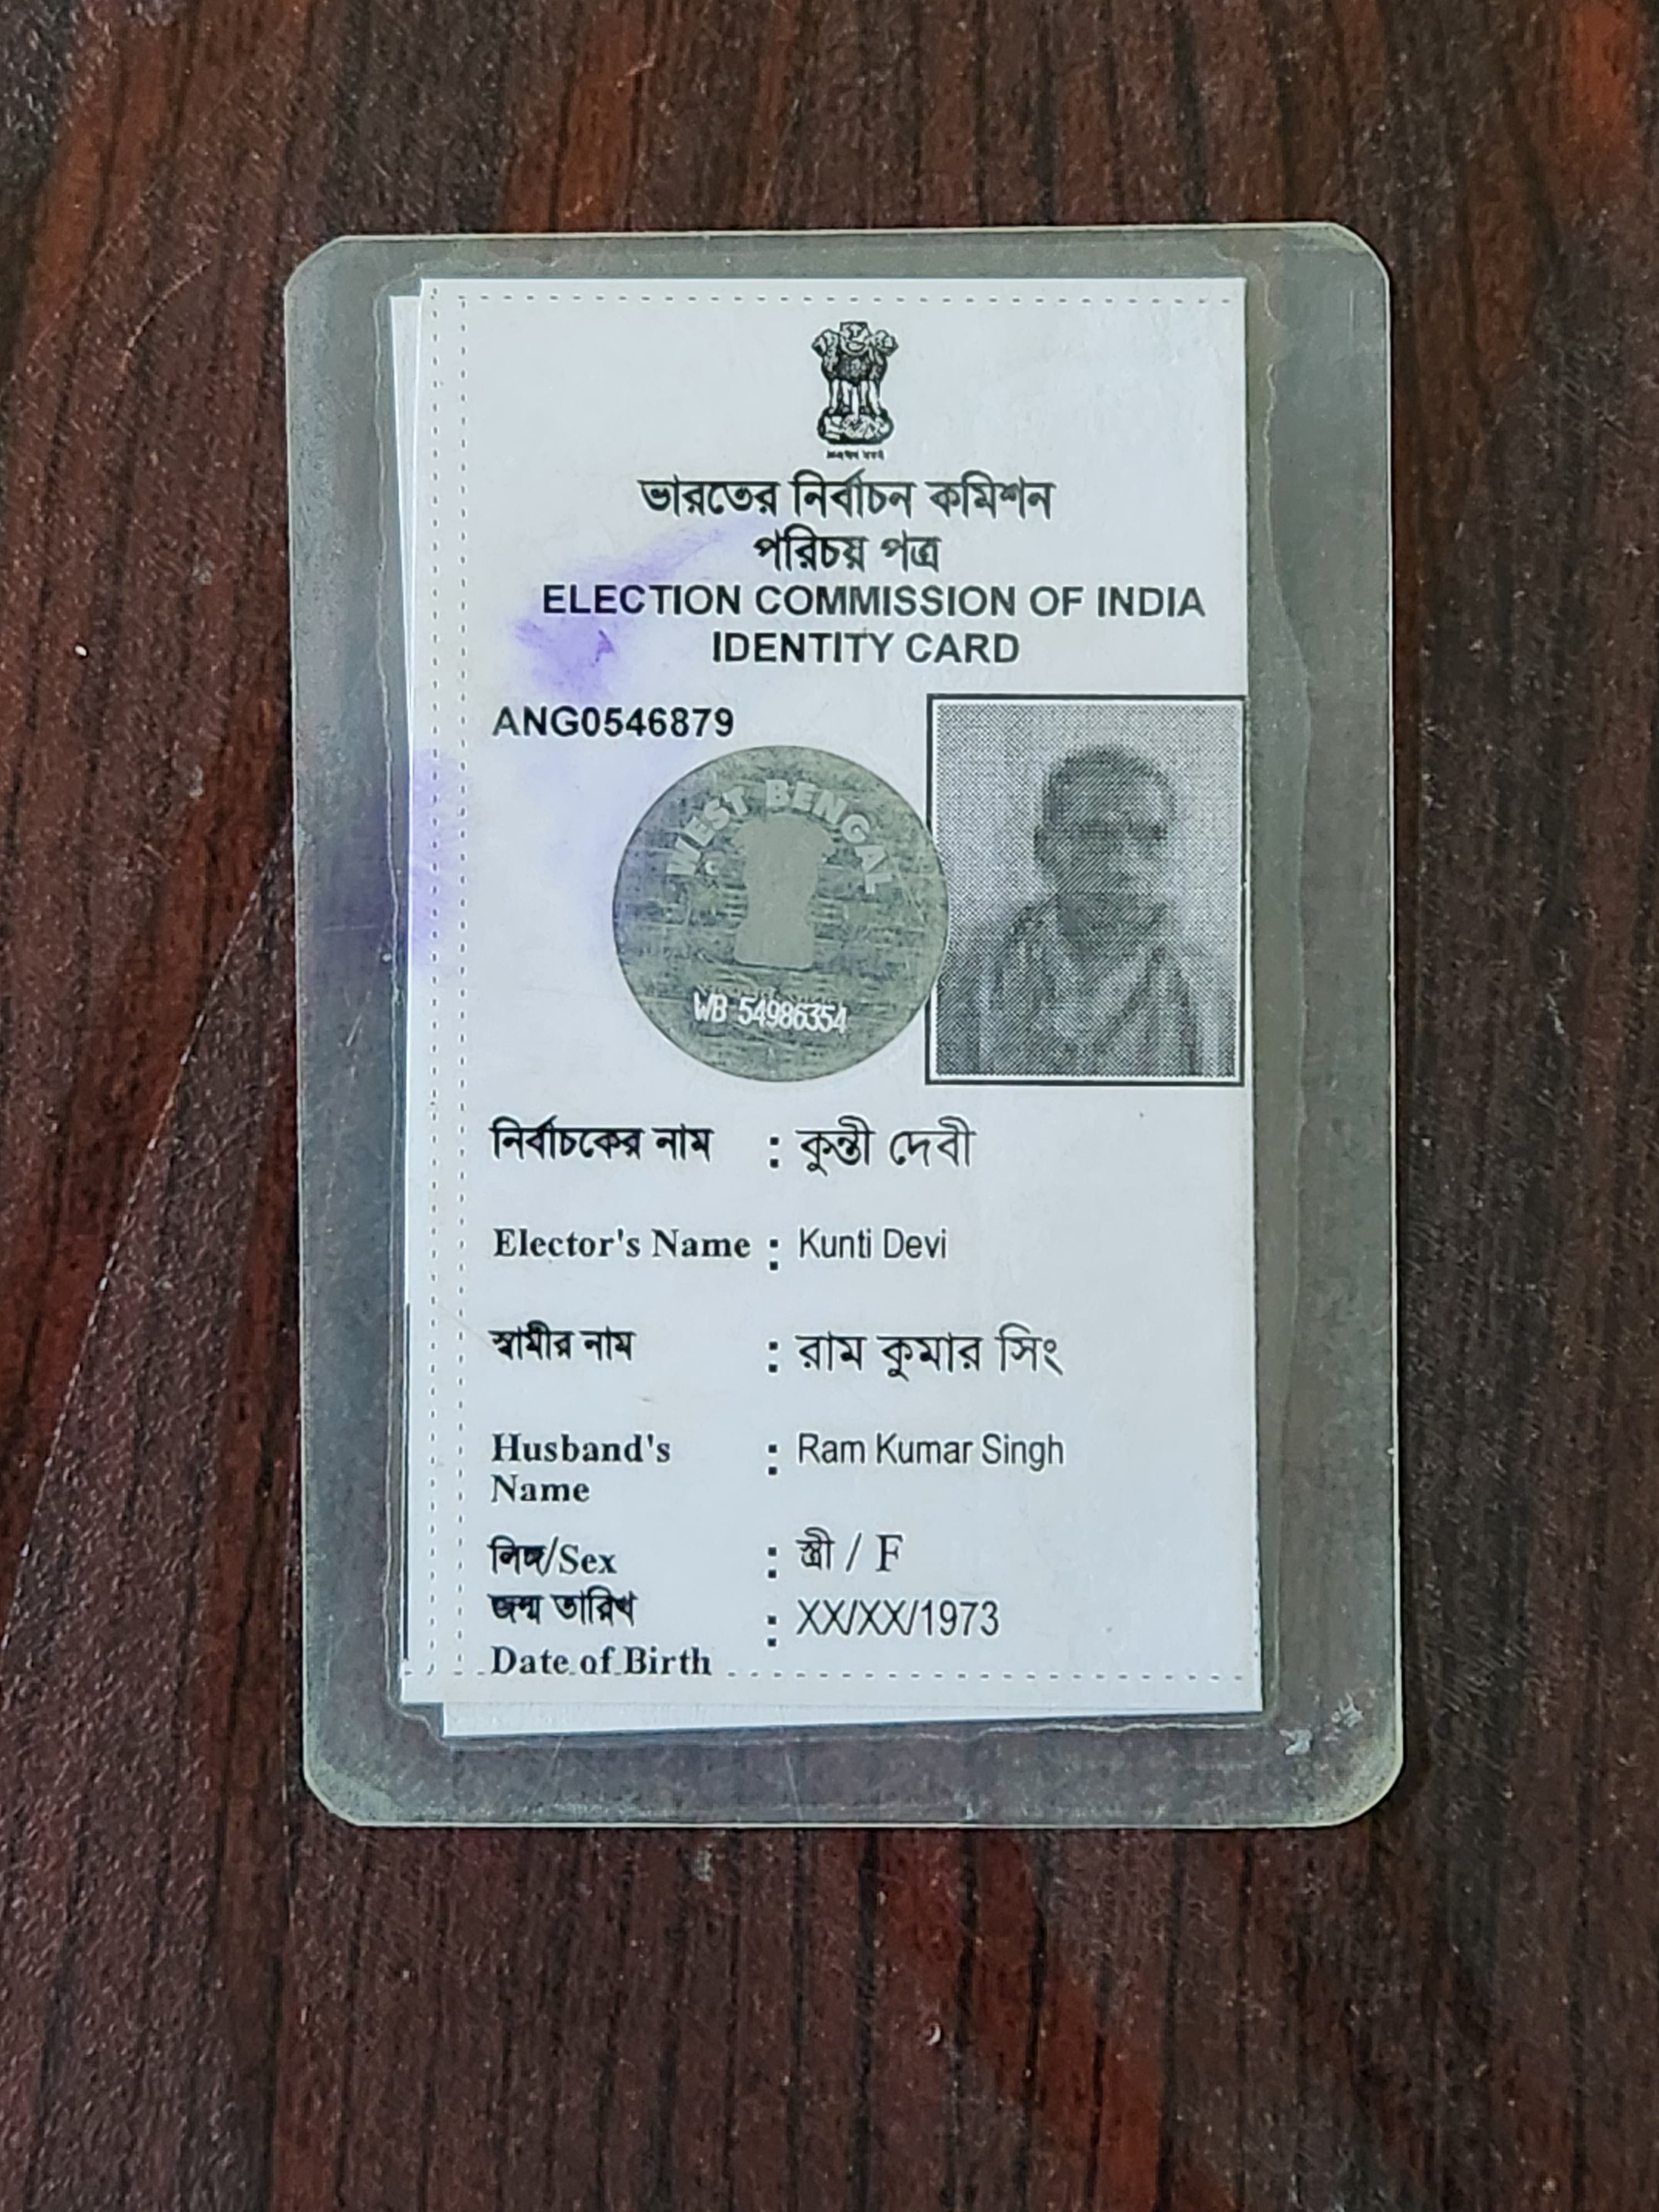 ভারতের নির্বাচন কমিশন
পরিচয় পত্র
ELECTION COMMISSION OF INDIA
IDENTITY CARD
ANG0546879
WEST BENGAL
WB 54986354
নির্বাচকের নাম : কুন্তী দেবী
Elector's Name : Kunti Devi
স্বামীর নাম : রাম কুমার সিং
Husband's : Ram Kumar Singh
Name
লিঙ্গ/Sex : স্ত্রী / F
জন্ম তারিখ : XX/XX/1973
Date of Birth